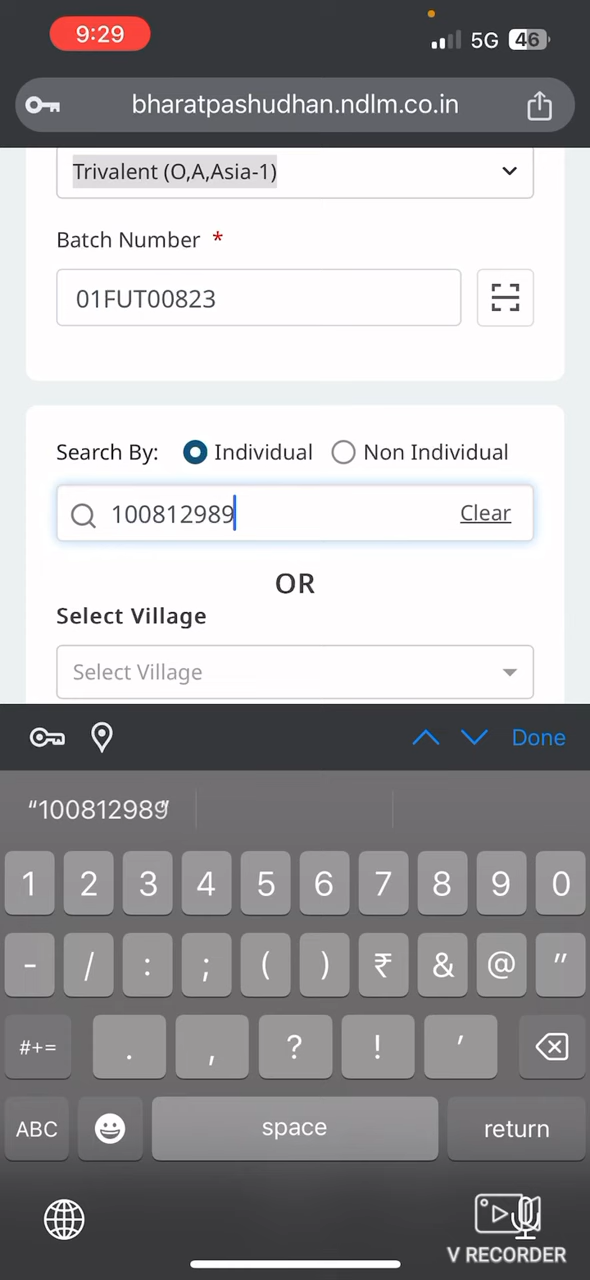 9:29
5G 46
bharatpashudhan.ndlm.co.in
Trivalent (O,A,Asia-1)
Batch Number *
01FUT00823
Search By: Individual Non Individual
100812989 Clear
OR
Select Village
Select Village
Done
“100812989”
1 2 3 4 5 6 7 8 9 0
- / : ; ( ) ₹ & @ "
#+= . , ? ! '
ABC space return
V RECORDER